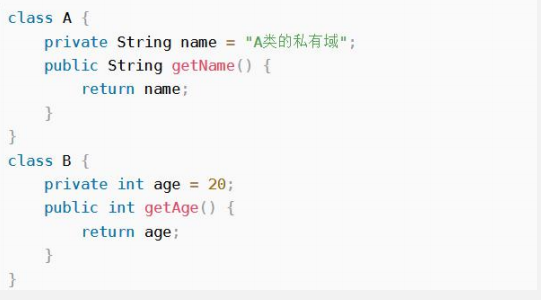 class A {
    private String name = "A类的私有域";
    public String getName() {
        return name;
    }
}
class B {
    private int age = 20;
    public int getAge() {
        return age;
    }
}